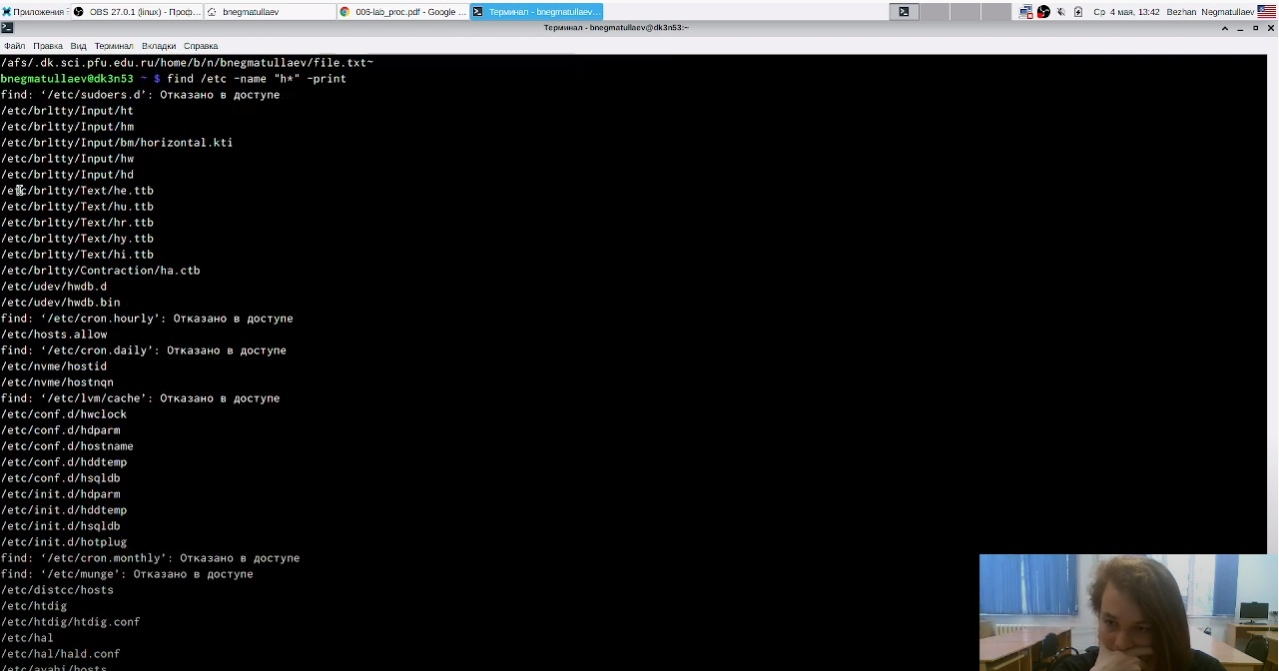 Приложения
OBS 27.0.1 (linux) - Проф...
bnegmatullaev
006-lab_proc.pdf - Google ...
Терминал - bnegmatullaev...
Ср 4 мая, 13:42 Bezhan Negmatullaev
Терминал - bnegmatullaev@dk3n53:~
Файл Правка Вид Терминал Вкладки Справка
/afs/.dk.sci.pfu.edu.ru/home/b/n/bnegmatullaev/file.txt~
bnegmatullaev@dk3n53 ~ $ find /etc -name "h*" -print
find: ‘/etc/sudoers.d’: Отказано в доступе
/etc/brltty/Input/ht
/etc/brltty/Input/hm
/etc/brltty/Input/bm/horizontal.kti
/etc/brltty/Input/hw
/etc/brltty/Input/hd
/etc/brltty/Text/he.ttb
/etc/brltty/Text/hu.ttb
/etc/brltty/Text/hr.ttb
/etc/brltty/Text/hy.ttb
/etc/brltty/Text/hi.ttb
/etc/brltty/Contraction/ha.ctb
/etc/udev/hwdb.d
/etc/udev/hwdb.bin
find: ‘/etc/cron.hourly’: Отказано в доступе
/etc/hosts.allow
find: ‘/etc/cron.daily’: Отказано в доступе
/etc/nvme/hostid
/etc/nvme/hostnqn
find: ‘/etc/lvm/cache’: Отказано в доступе
/etc/conf.d/hwclock
/etc/conf.d/hdparm
/etc/conf.d/hostname
/etc/conf.d/hddtemp
/etc/conf.d/hsqldb
/etc/init.d/hdparm
/etc/init.d/hddtemp
/etc/init.d/hsqldb
/etc/init.d/hotplug
find: ‘/etc/cron.monthly’: Отказано в доступе
find: ‘/etc/munge’: Отказано в доступе
/etc/distcc/hosts
/etc/htdig
/etc/htdig/htdig.conf
/etc/hal
/etc/hal/hald.conf
/etc/avahi/hosts